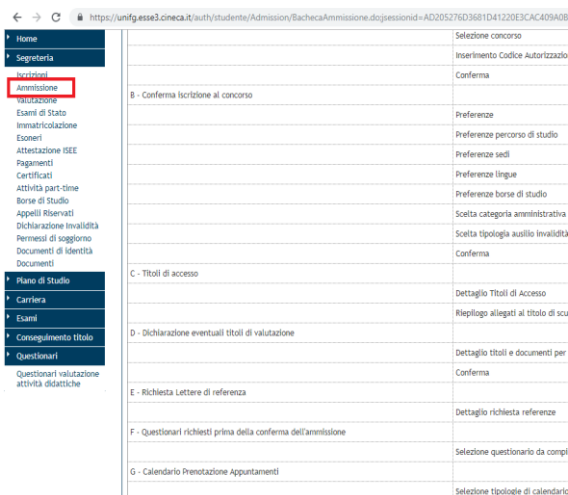 https://unifg.esse3.cineca.it/auth/studente/Admission/BachecaAmmissione.do;jsessionid=AD205276D3681D41220E3CAC409A0B
Home
Segreteria
Iscrizioni
Ammissione
Valutazione
Esami di Stato
Immatricolazione
Esoneri
Attestazione ISEE
Pagamenti
Certificati
Attività part-time
Borse di Studio
Appelli Riservati
Dichiarazione Invalidità
Permessi di soggiorno
Documenti di identità
Documenti
Piano di Studio
Carriera
Esami
Conseguimento titolo
Questionari
Questionari valutazione
attività didattiche
Selezione concorso
Inserimento Codice Autorizzazio
Conferma
B - Conferma iscrizione al concorso
Preferenze
Preferenze percorso di studio
Preferenze sedi
Preferenze lingue
Preferenze borse di studio
Scelta categoria amministrativa
Scelta tipologia ausilio invalidità
Conferma
C - Titoli di accesso
Dettaglio Titoli di Accesso
Riepilogo allegati al titolo di scu
D - Dichiarazione eventuali titoli di valutazione
Dettaglio titoli e documenti per
Conferma
E - Richiesta Lettere di referenza
Dettaglio richiesta referenze
F - Questionari richiesti prima della conferma dell'ammissione
Selezione questionario da compi
G - Calendario Prenotazione Appuntamenti
Selezione tipologie di calendario